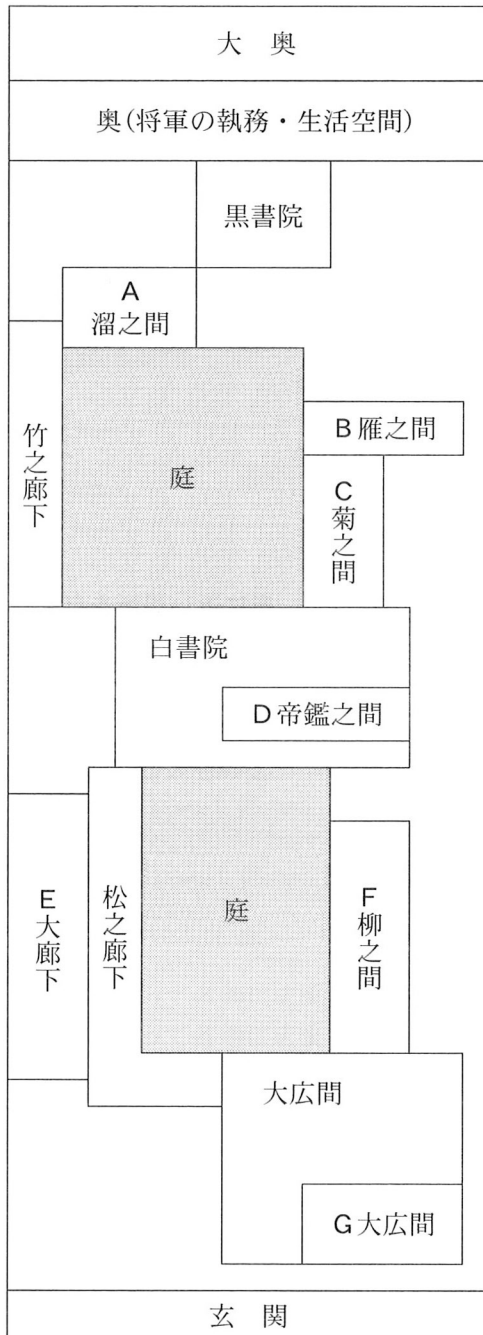 大 奥
奥(将軍の執務・生活空間)
黒書院
A
溜之間
竹之廊下
庭
B 雁之間
C 菊之間
白書院
D 帝鑑之間
E 大廊下
松之廊下
庭
F 柳之間
大広間
G 大広間
玄 関